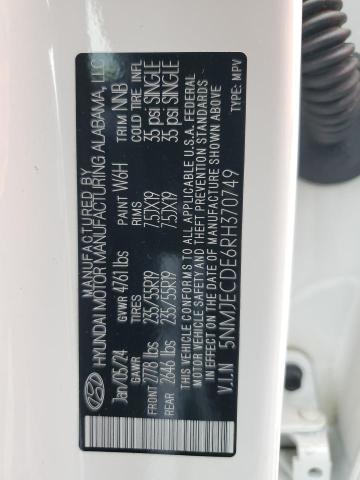 MANUFACTURED BY
HYUNDAI MOTOR MANUFACTURING ALABAMA, LLC
Jan/05/24 PAINT W6H TRIM NNB
GVWR 4761lbs
TIRES RIMS COLD TIRE INFL
FRONT 2778 lbs 235/55R19 7.5JX19 35 psi SINGLE
REAR 2646 lbs 235/55R19 7.5JX19 35 psi SINGLE
THIS VEHICLE CONFORMS TO ALL APPLICABLE U.S.A. FEDERAL
MOTOR VEHICLE SAFETY AND THEFT PREVENTION STANDARDS
IN EFFECT ON THE DATE OF MANUFACTURE SHOWN ABOVE
V.I.N 5NMJECDE6RH370749 TYPE: MPV